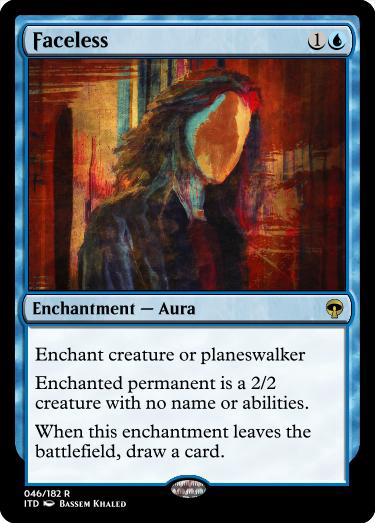 Faceless 1
Enchantment — Aura
Enchant creature or planeswalker
Enchanted permanent is a 2/2
creature with no name or abilities.
When this enchantment leaves the
battlefield, draw a card.
046/182 R
ITD Bassem Khaled